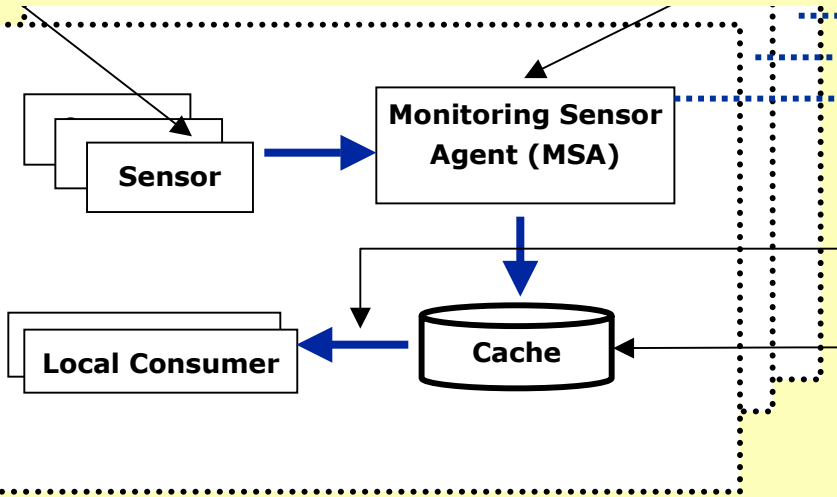 Monitoring Sensor
Agent (MSA)
Sensor
Cache
Local Consumer